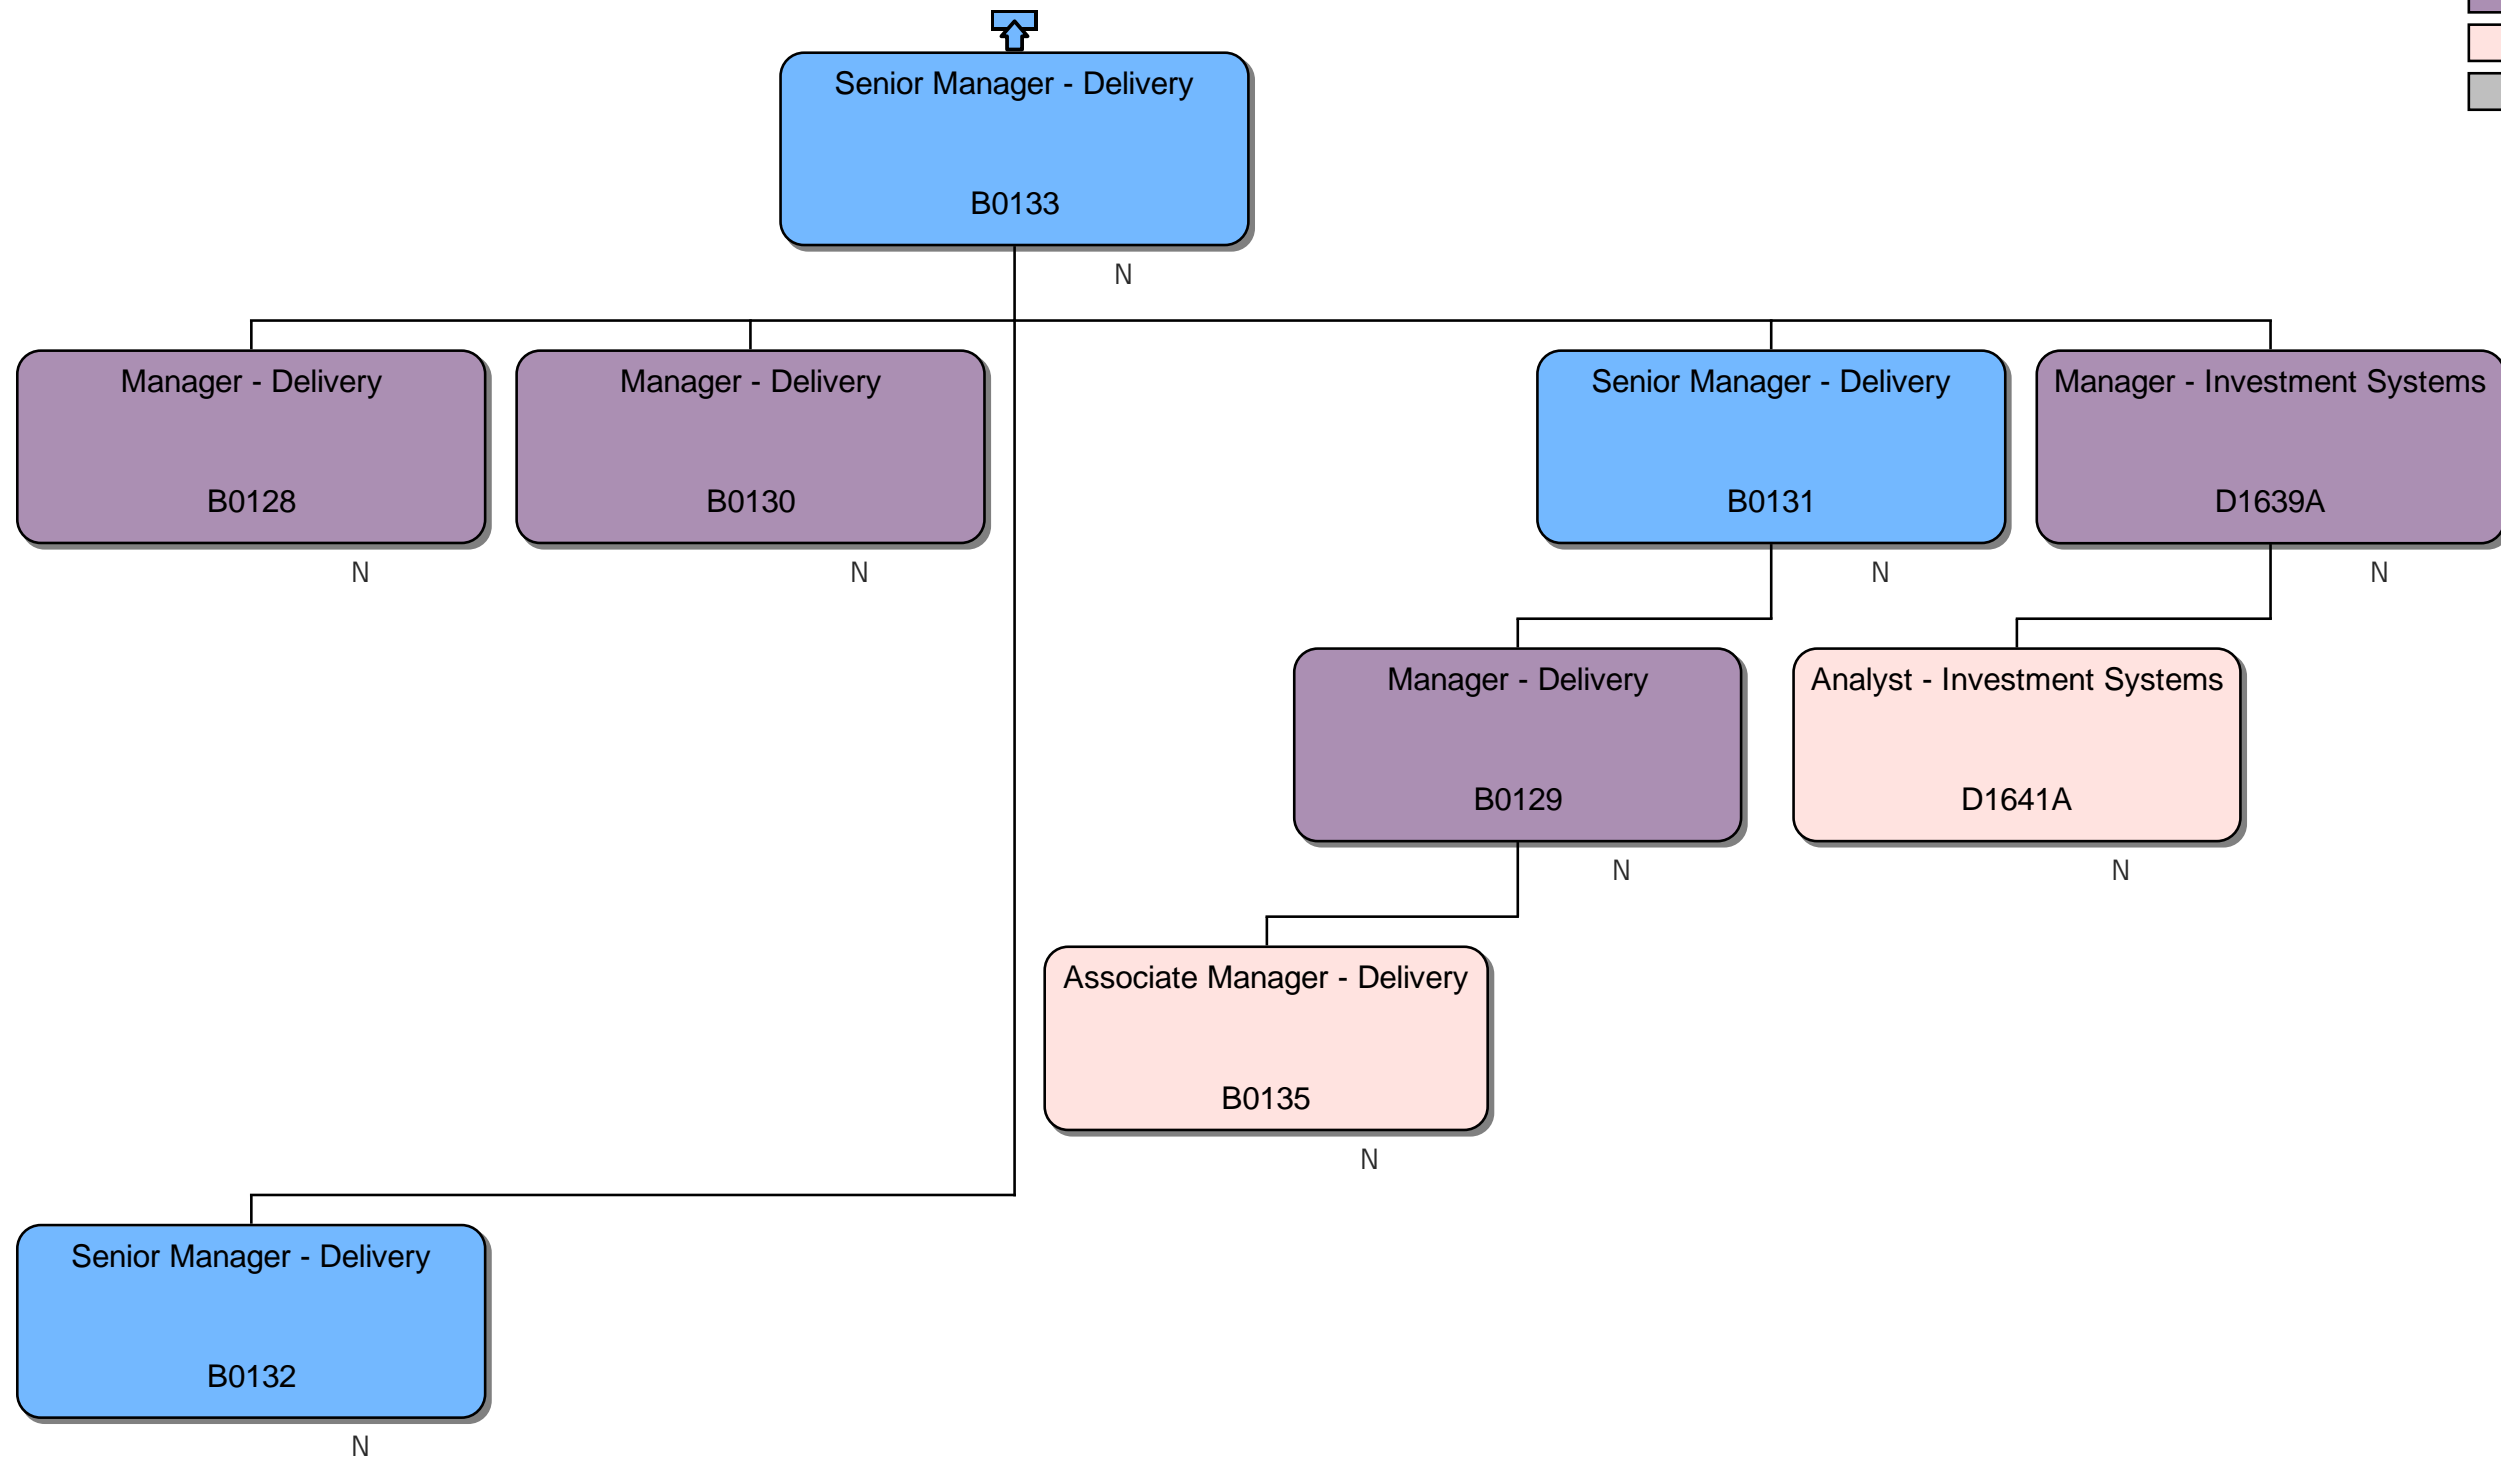 Senior Manager - Delivery
B0133
N
Manager - Delivery
B0128
N
Manager - Delivery
B0130
N
Senior Manager - Delivery
B0131
N
Manager - Investment Systems
D1639A
N
Manager - Delivery
B0129
N
Analyst - Investment Systems
D1641A
N
Associate Manager - Delivery
B0135
N
Senior Manager - Delivery
B0132
N